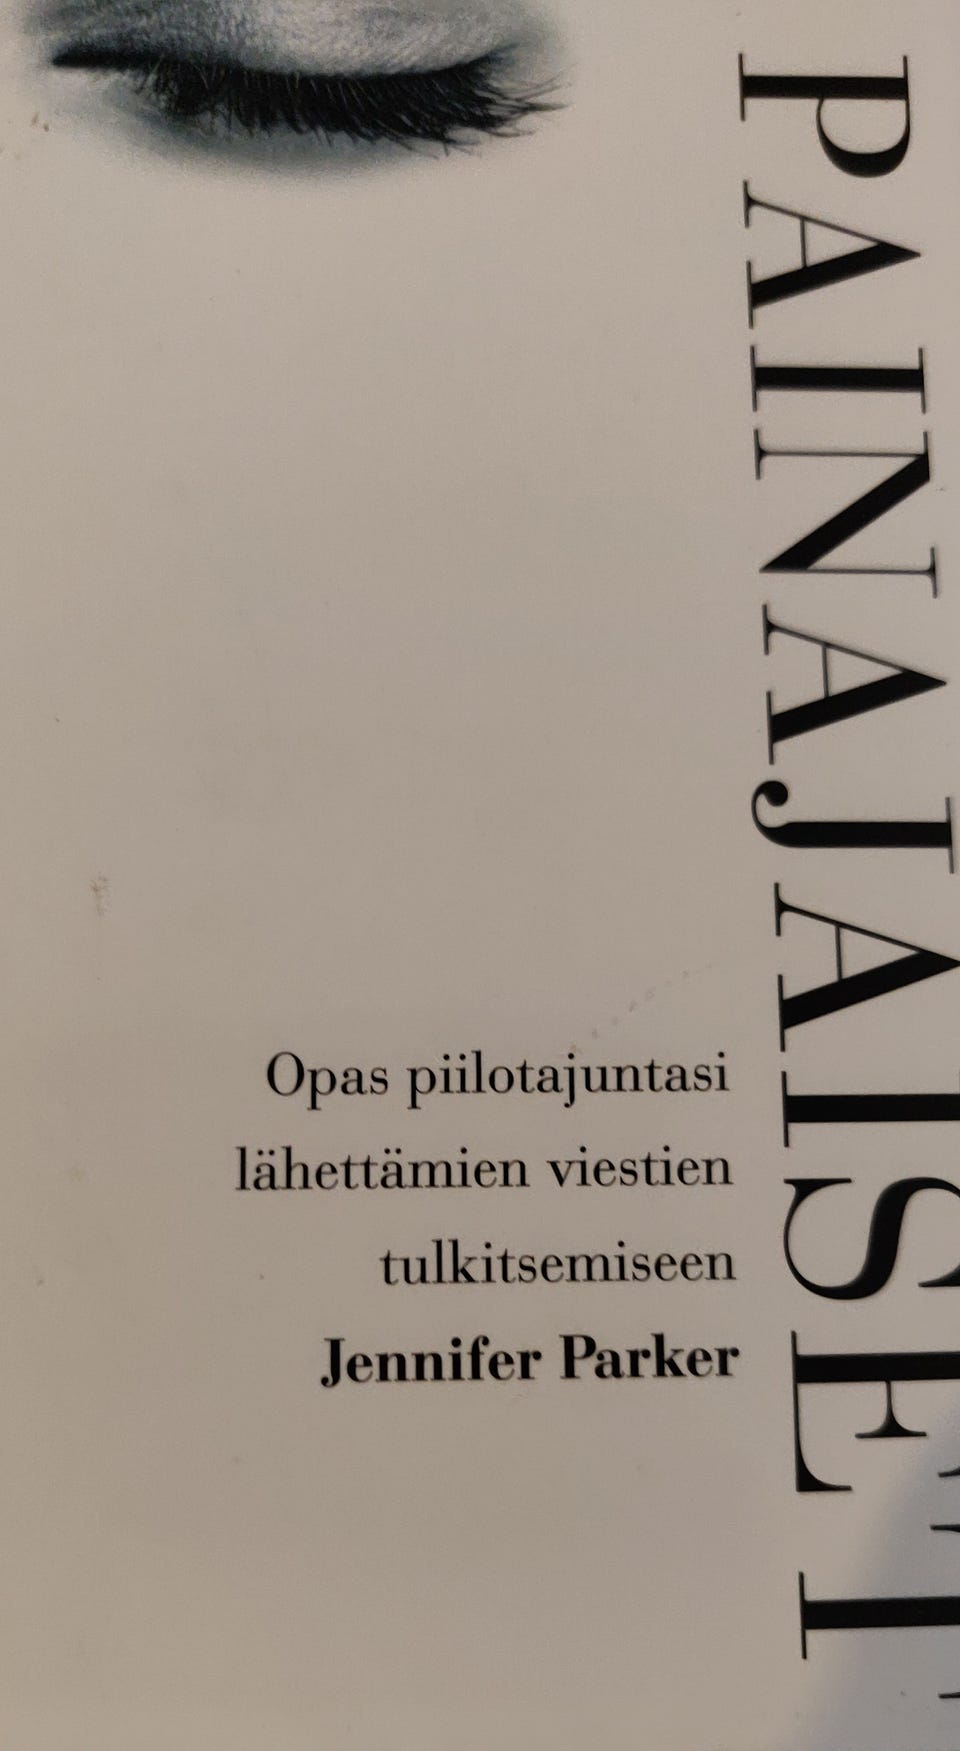 PAINAJAISET
Opas piilotajuntasi
lähettämien viestien
tulkitsemiseen
Jennifer Parker